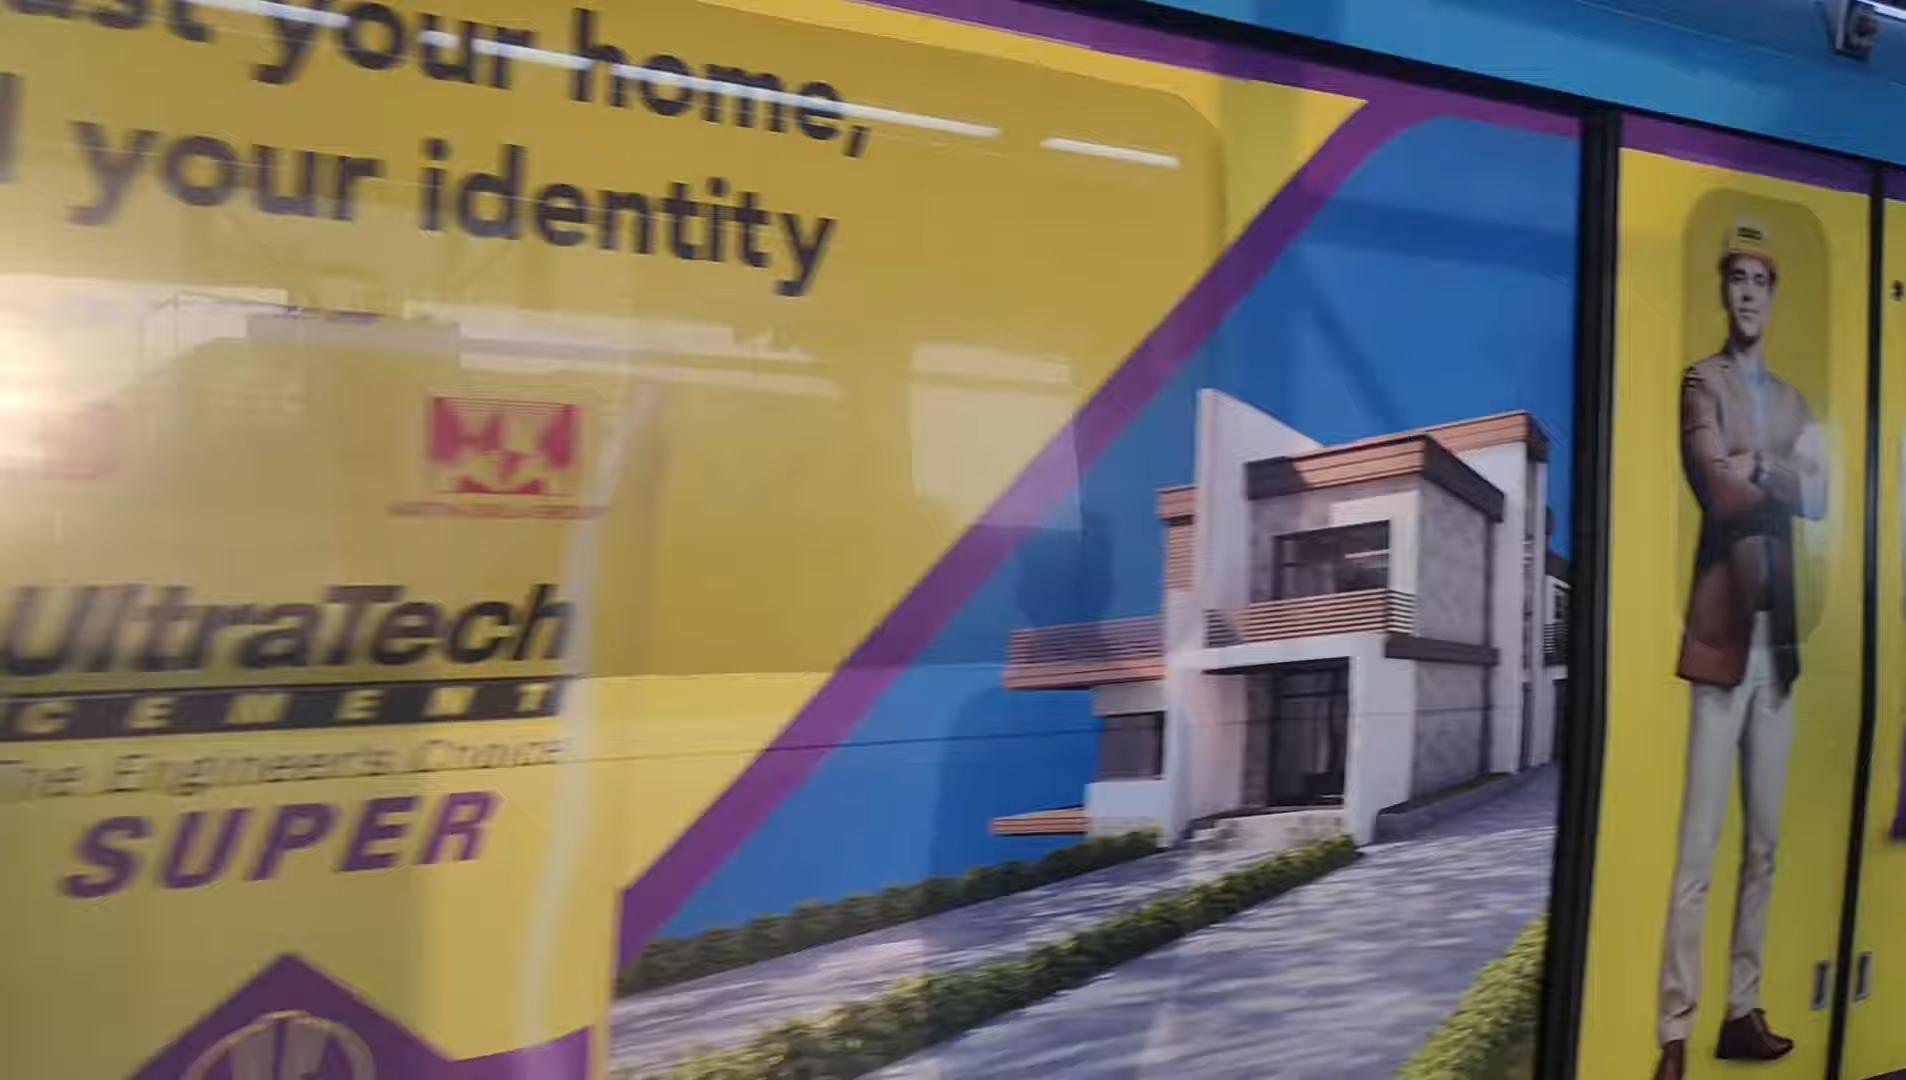 your home,
your identity
UltraTech
CEMENT
The Engineer's Choice
SUPER